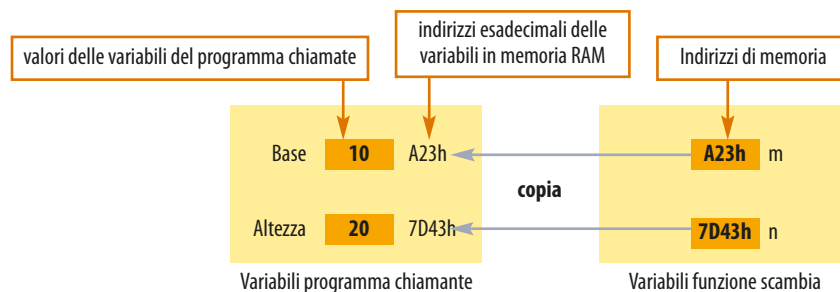 valori delle variabili del programma chiamate
indirizzi esadecimali delle
variabili in memoria RAM
Indirizzi di memoria
Base 10 A23h
A23h m
copia
Altezza 20 7D43h
7D43h n
Variabili programma chiamante
Variabili funzione scambia